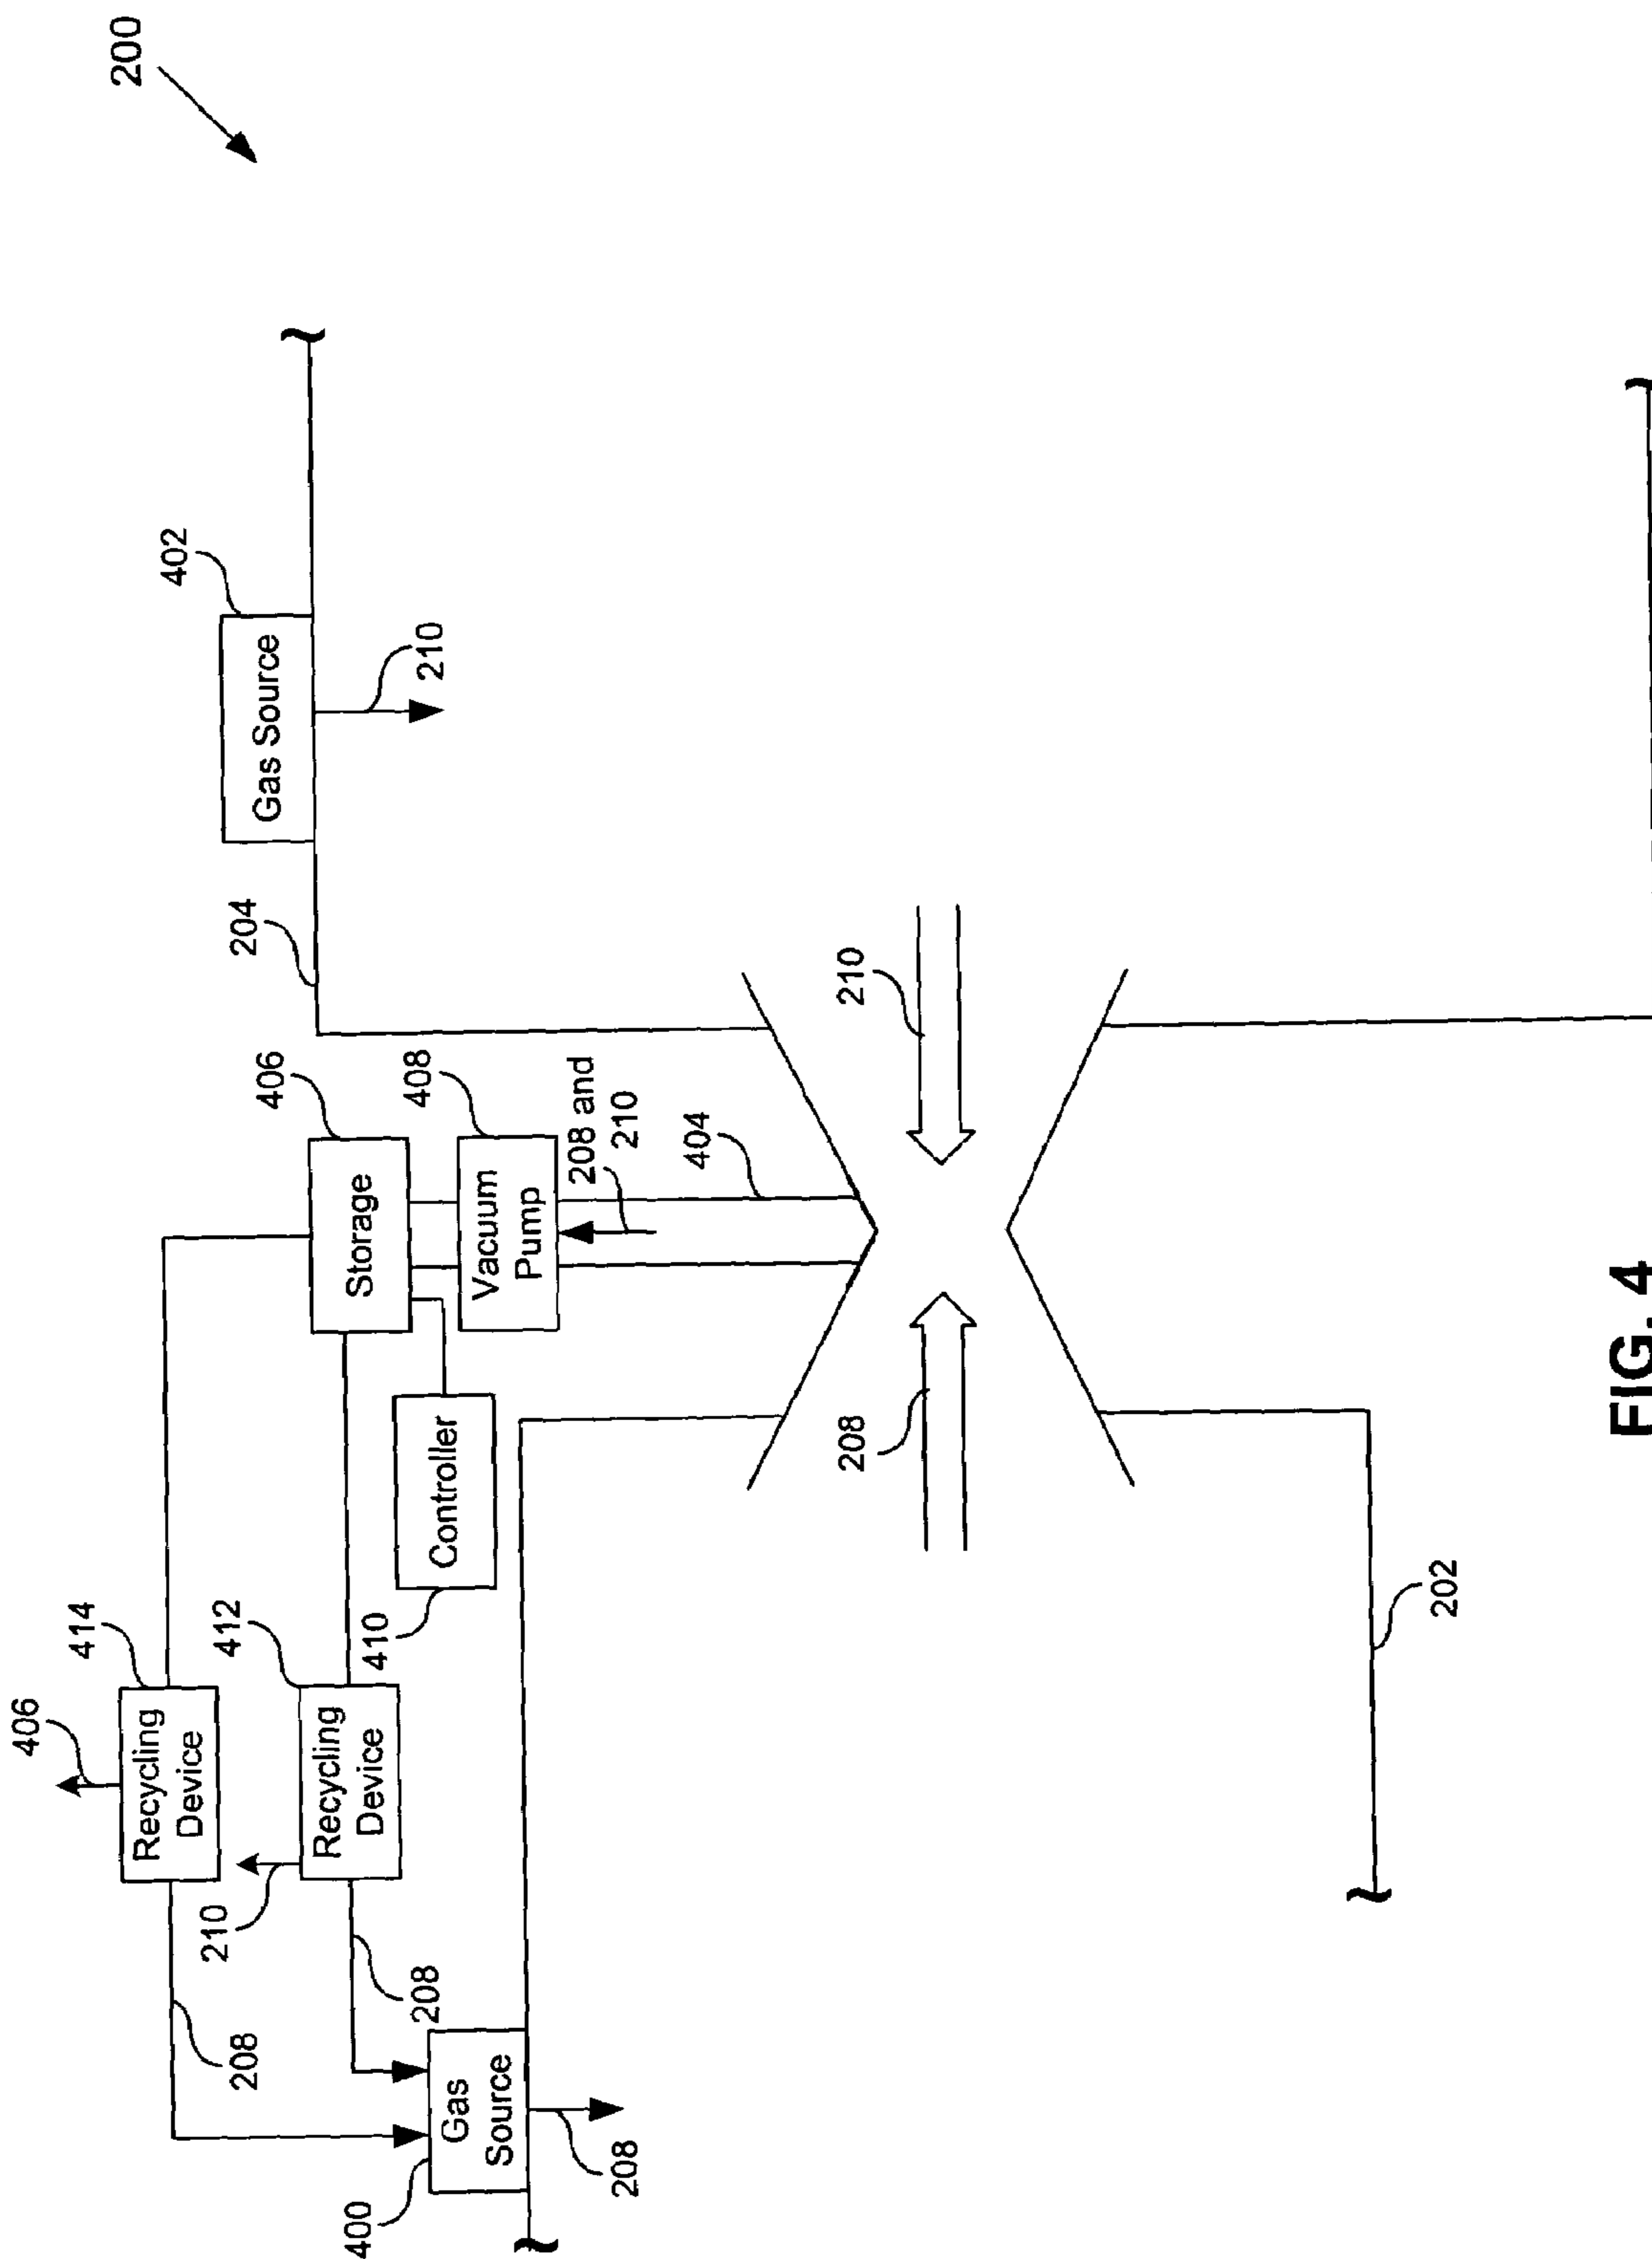 200
406
414
Recycling
Device
208
210
412
Recycling
Device
208
400
Gas
Source
208
410
Controller
406
Storage
408
Vacuum
Pump
208 and
210
404
204
402
Gas Source
210
208
210
202
FIG. 4